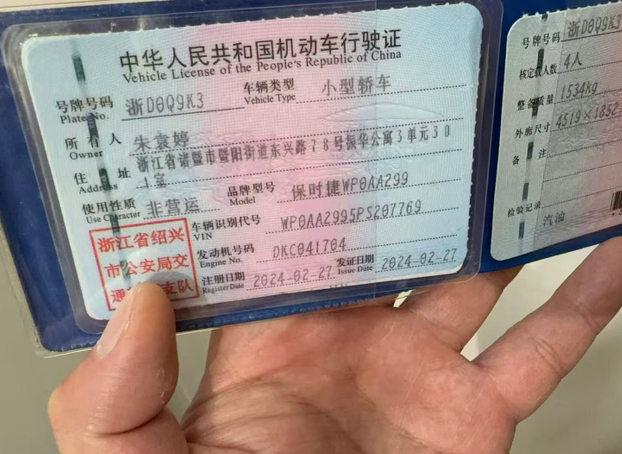 中华人民共和国机动车行驶证
Vehicle License of the People's Republic of China
号牌号码 浙D0Q9K3 车辆类型 小型轿车
Plate No. Vehicle Type
所有人 朱袁婷
Owner
住址 浙江省诸暨市暨阳街道东兴路78号振华公寓3单元30
Address 1室
使用性质 非营运 品牌型号 保时捷WP0AA299
Use Character Model
车辆识别代号 WP0AA2995PS207769
VIN
发动机号码 DKC041704
Engine No.
注册日期 2024-02-27 发证日期 2024-02-27
Register Date Issue Date
浙江省绍兴
市公安局交
通 支队
号牌号码 浙D0Q9K3
核定载人数 4人
整备质量 1534kg
外廓尺寸 4519×1852
备注
检验记录
汽油